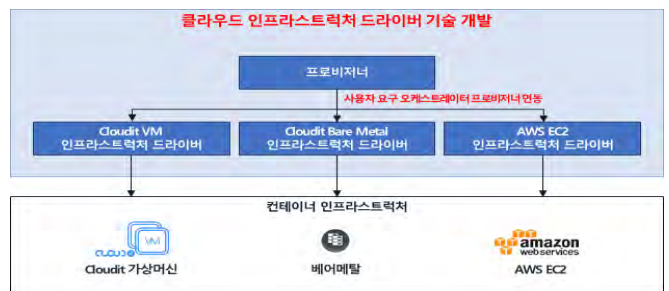 클라우드 인프라스트럭처 드라이버 기술 개발
프로비저너
사용자 요구 오케스트레이터 프로비저너 연동
Cloudit VM
인프라스트럭처 드라이버
Cloudit Bare Metal
인프라스트럭처 드라이버
AWS EC2
인프라스트럭처 드라이버
컨테이너 인프라스트럭처
VM
amazon
webservices
Cloudit 가상머신
베어메탈
AWS EC2